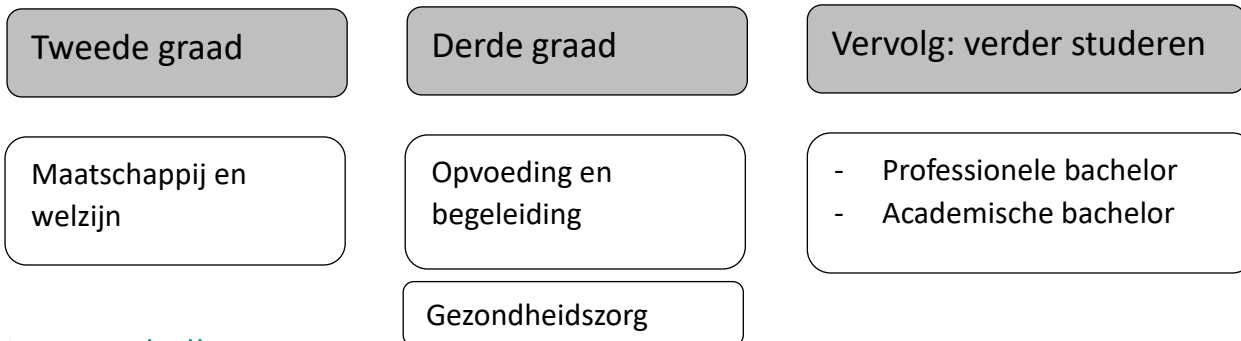 Tweede graad
Derde graad
Vervolg: verder studeren
Maatschappij en
welzijn
Opvoeding en
begeleiding
- Professionele bachelor
- Academische bachelor
Gezondheidszorg